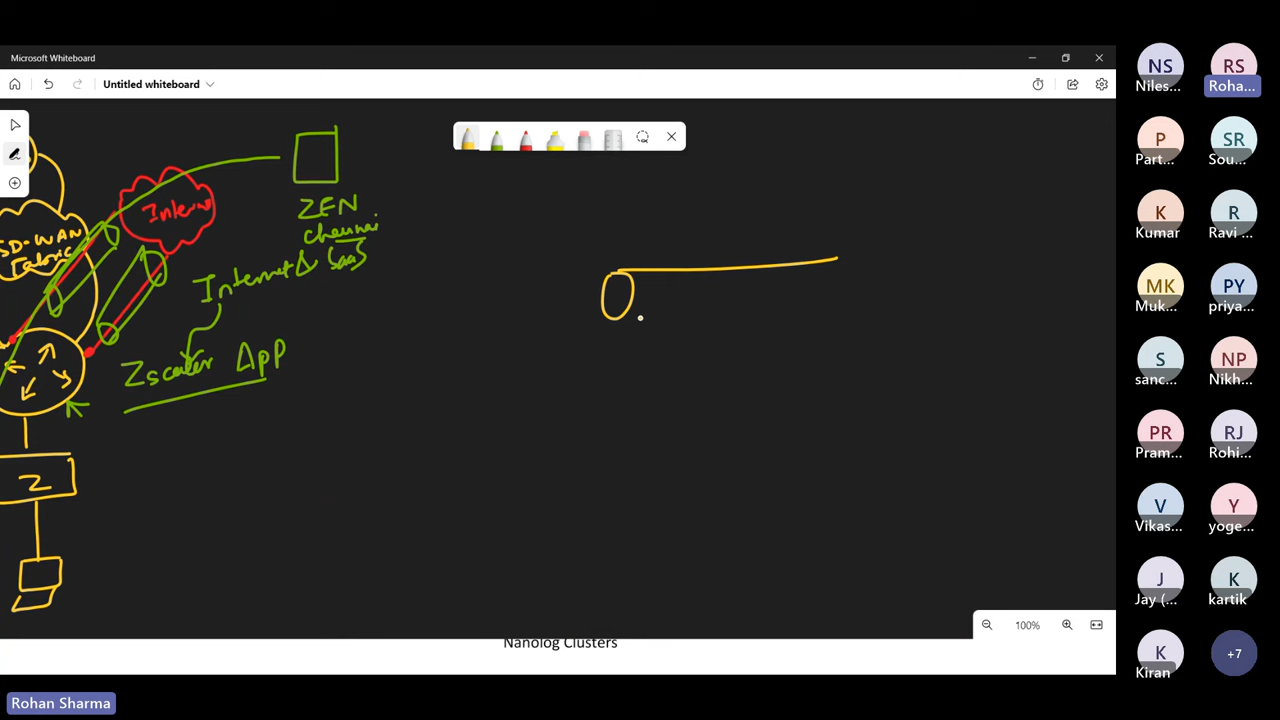 Microsoft Whiteboard
Untitled whiteboard
SD-WAN
Fabric
Internet
ZEN
chennai
Internet & SaaS
Zscaler App
Z
100%
Nanolog Clusters
Rohan Sharma
NS
Niles...
RS
Roha...
P
Part...
SR
Sou...
K
Kumar
R
Ravi ...
MK
Muk...
PY
priya...
S
sanc...
NP
Nikh...
PR
Pram...
RJ
Rohi...
V
Vikas...
Y
yoge...
J
Jay (...
K
kartik
K
Kiran
+7